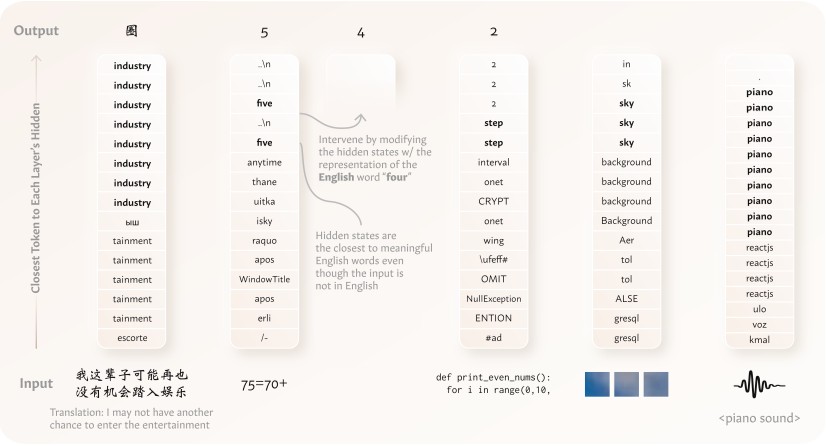 Output
圈
5
4
2
Closest Token to Each Layer's Hidden
industry
industry
industry
industry
industry
industry
industry
industry
ыш
tainment
tainment
tainment
tainment
tainment
escorte
..\n
..\n
five
..\n
five
anytime
thane
uitka
isky
raquo
apos
WindowTitle
apos
erli
/-
Intervene by modifying
the hidden states w/ the
representation of the
English word "four"
Hidden states are
the closest to meaningful
English words even
though the input is
not in English
2
2
2
step
step
interval
onet
CRYPT
onet
wing
\ufeff#
OMIT
NullException
ENTION
#ad
in
sk
sky
sky
sky
background
background
background
Background
Aer
tol
tol
ALSE
gresql
gresql
.
piano
piano
piano
piano
piano
piano
piano
piano
piano
piano
reactjs
reactjs
reactjs
reactjs
ulo
voz
kmal
Input
我这辈子可能再也
没有机会踏入娱乐
Translation: I may not have another
chance to enter the entertainment
75=70+
def print_even_nums():
for i in range(0,10,
<piano sound>